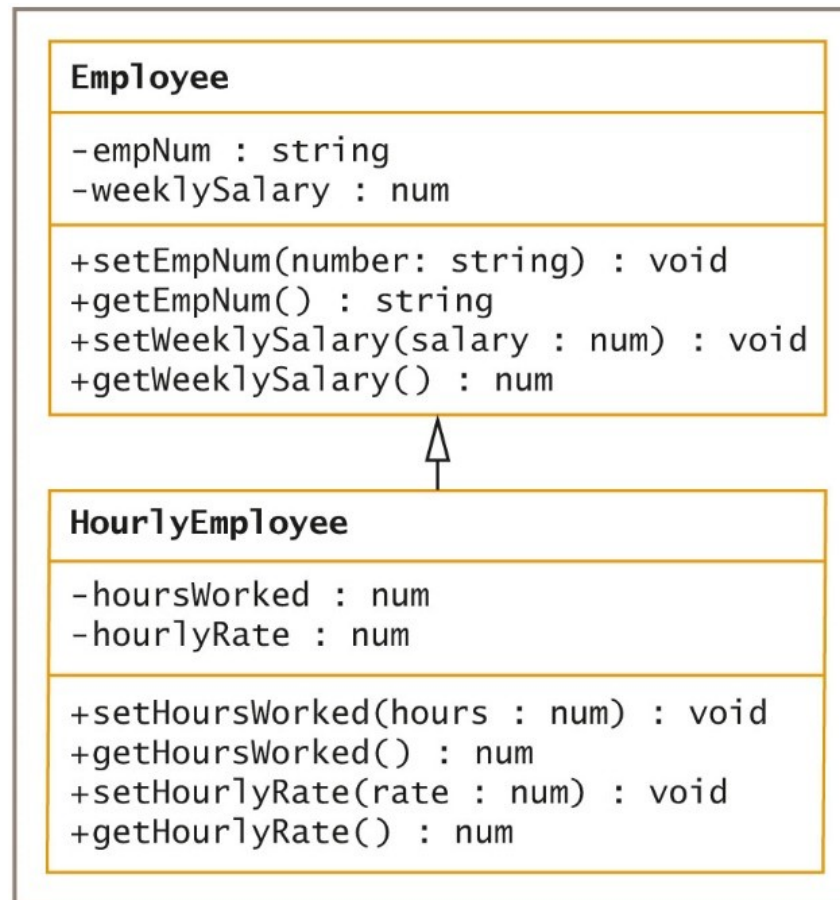 Employee
-empNum : string
-weeklySalary : num
+setEmpNum(number: string) : void
+getEmpNum() : string
+setWeeklySalary(salary : num) : void
+getWeeklySalary() : num
HourlyEmployee
-hoursWorked : num
-hourlyRate : num
+setHoursWorked(hours : num) : void
+getHoursWorked() : num
+setHourlyRate(rate : num) : void
+getHourlyRate() : num